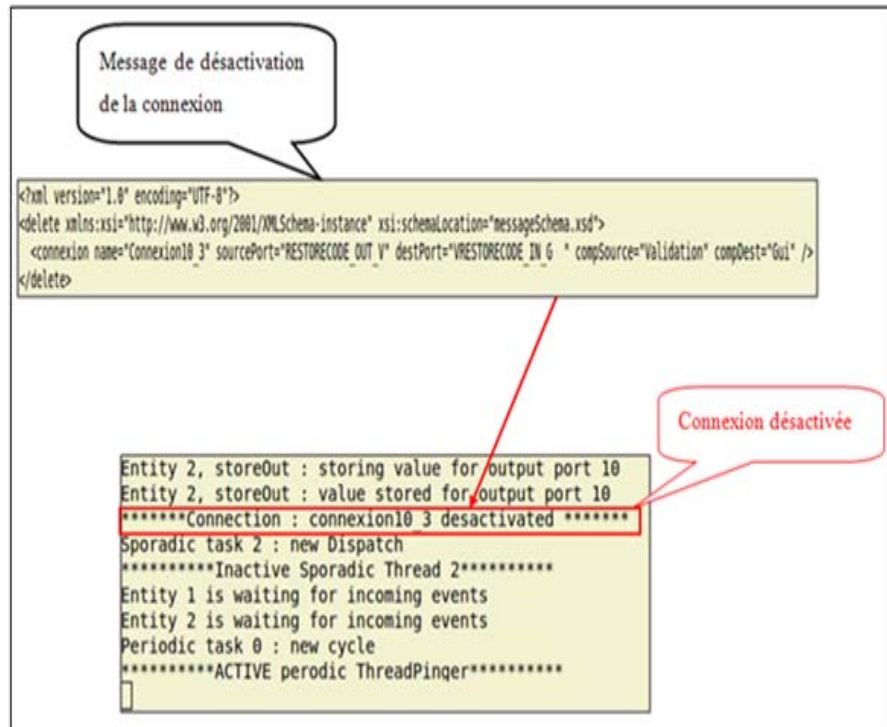 Message de désactivation
de la connexion
<?xml version="1.0" encoding="UTF-8"?>
<delete xmlns:xsi="http://www.w3.org/2001/XMLSchema-instance" xsi:schemaLocation="messageSchema.xsd">
<connexion name="Connexion10_3" sourcePort="RESTORECODE_OUT_V" destPort="VRESTORECODE_IN_G " compSource="Validation" compDest="Gui" />
</delete>
Connexion désactivée
Entity 2, storeOut : storing value for output port 10
Entity 2, storeOut : value stored for output port 10
*******Connection : connexion10_3 desactivated *******
Sporadic task 2 : new Dispatch
**********Inactive Sporadic Thread 2**********
Entity 1 is waiting for incoming events
Entity 2 is waiting for incoming events
Periodic task 0 : new cycle
**********ACTIVE perodic ThreadPinger**********